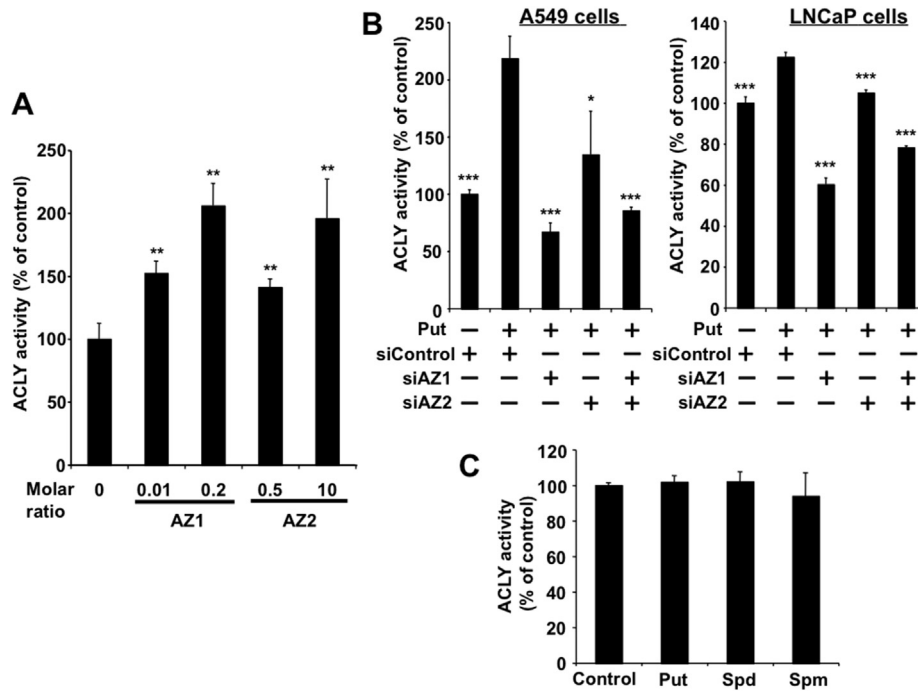 A
ACLY activity (% of control)
250
200
150
100
50
0
**
**
**
**
Molar ratio
0 0.01 0.2 0.5 10
AZ1 AZ2
B
A549 cells
ACLY activity (% of control)
250
200
150
100
50
0
***
***
*
***
Put − + + + +
siControl + + − − −
siAZ1 − − + − +
siAZ2 − − − + +
LNCaP cells
ACLY activity (% of control)
140
120
100
80
60
40
20
0
***
***
***
***
Put − + + + +
siControl + + − − −
siAZ1 − − + − +
siAZ2 − − − + +
C
ACLY activity
(% of control)
120
100
80
60
40
20
0
Control Put Spd Spm